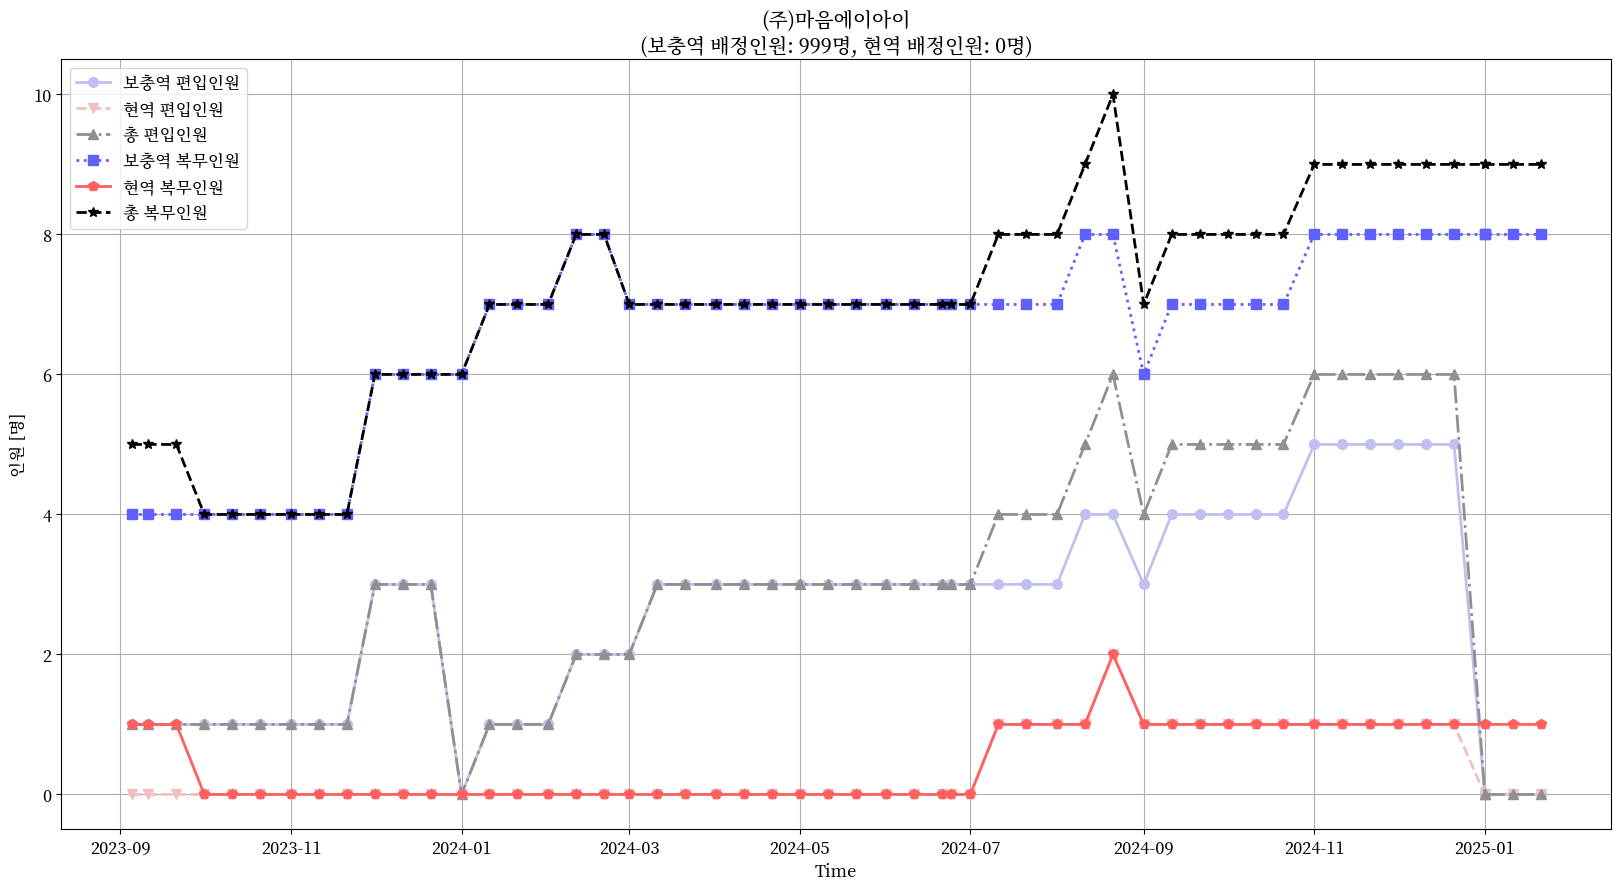 (주)마음에이아이
(보충역 배정인원: 999명, 현역 배정인원: 0명)
보충역 편입인원
현역 편입인원
총 편입인원
보충역 복무인원
현역 복무인원
총 복무인원
10
8
6
4
2
0
인원 [명]
2023-09
2023-11
2024-01
2024-03
2024-05
2024-07
2024-09
2024-11
2025-01
Time